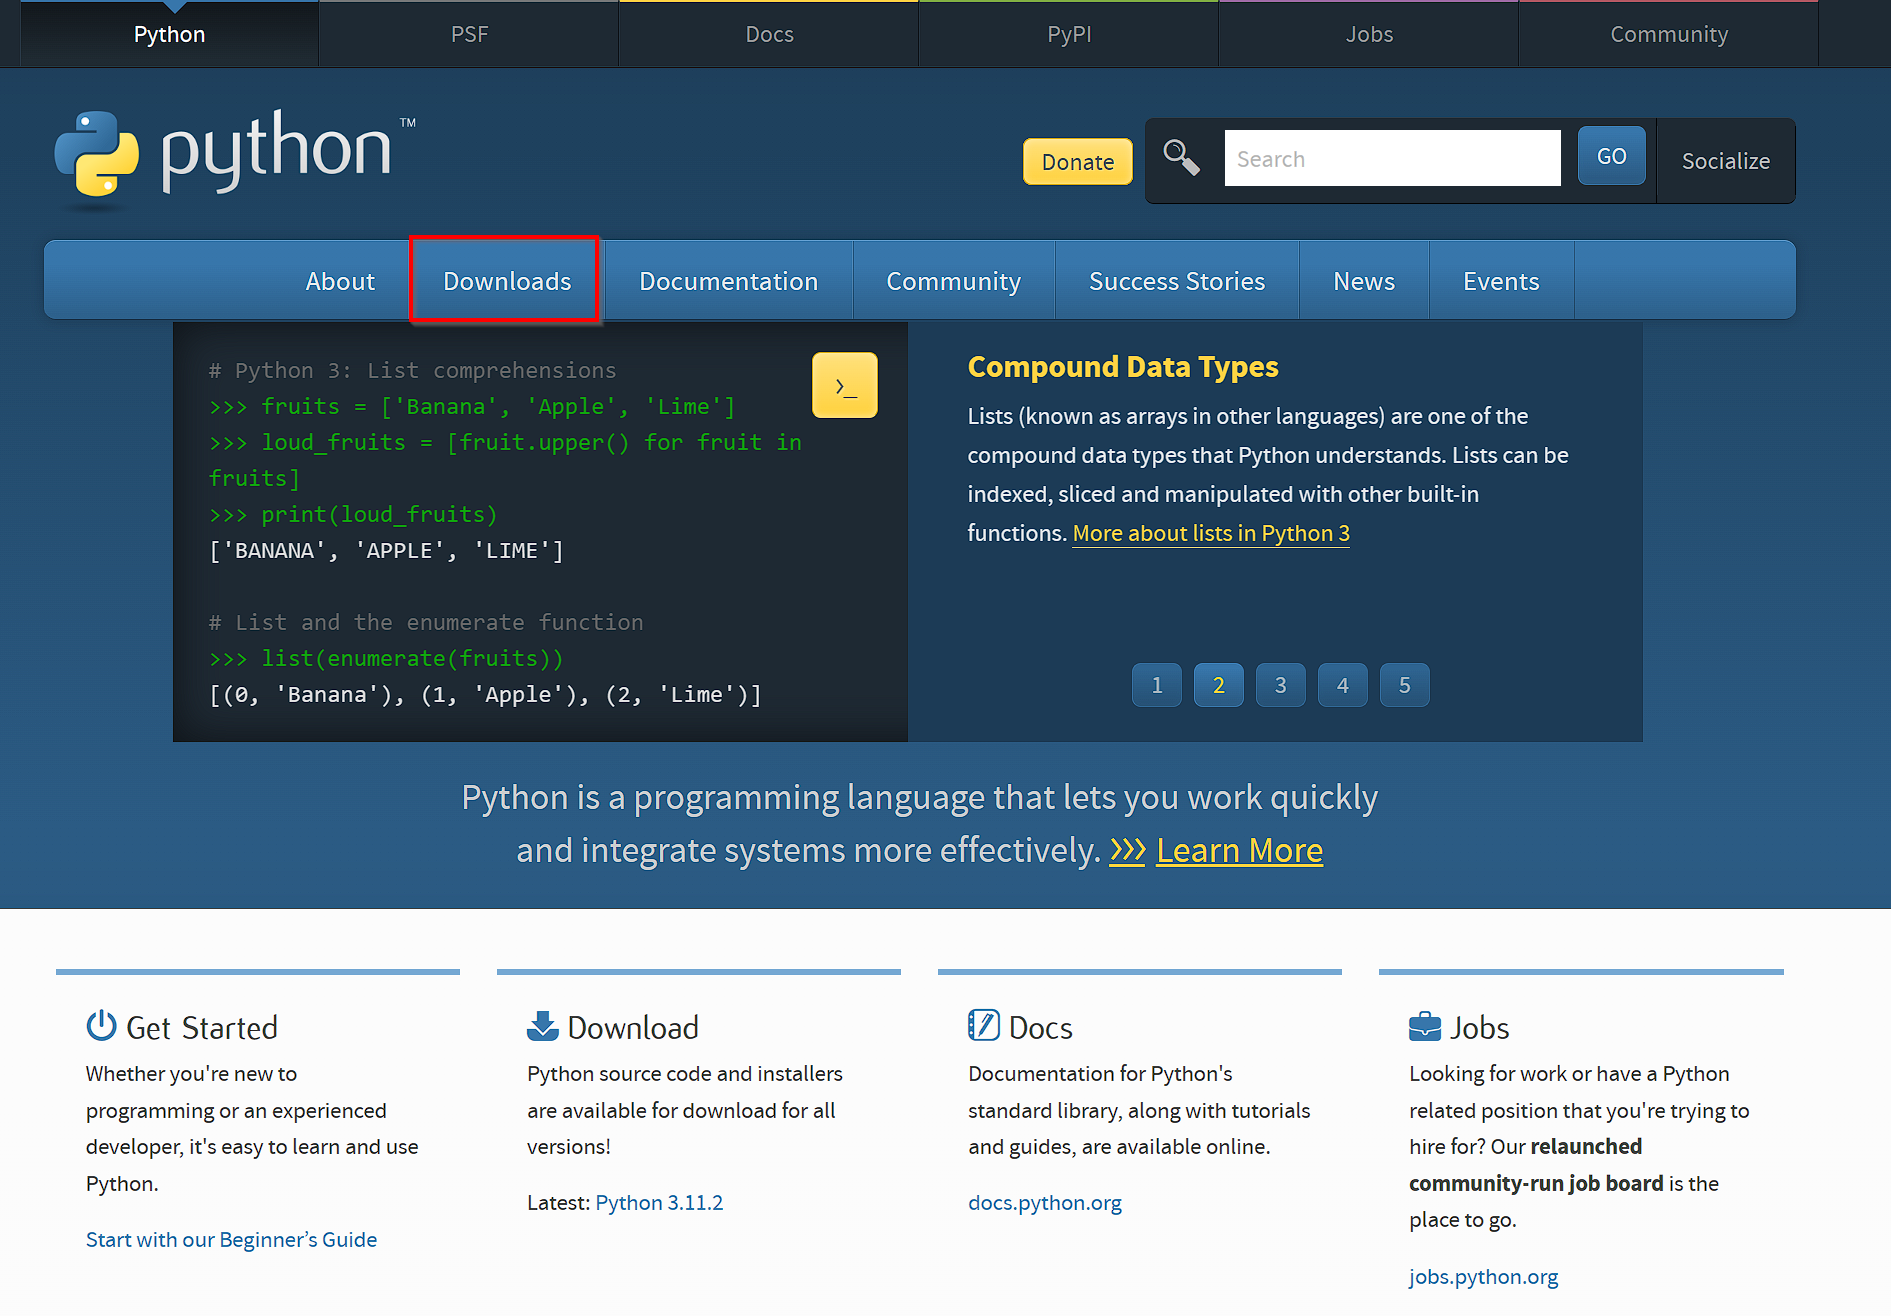 Python
PSF
Docs
PyPI
Jobs
Community
python™
Donate
Search
GO
Socialize
About
Downloads
Documentation
Community
Success Stories
News
Events
# Python 3: List comprehensions
>>> fruits = ['Banana', 'Apple', 'Lime']
>>> loud_fruits = [fruit.upper() for fruit in
fruits]
>>> print(loud_fruits)
['BANANA', 'APPLE', 'LIME']
# List and the enumerate function
>>> list(enumerate(fruits))
[(0, 'Banana'), (1, 'Apple'), (2, 'Lime')]
>_
Compound Data Types
Lists (known as arrays in other languages) are one of the
compound data types that Python understands. Lists can be
indexed, sliced and manipulated with other built-in
functions. More about lists in Python 3
1
2
3
4
5
Python is a programming language that lets you work quickly
and integrate systems more effectively. >>> Learn More
Get Started
Whether you're new to
programming or an experienced
developer, it's easy to learn and use
Python.
Start with our Beginner’s Guide
Download
Python source code and installers
are available for download for all
versions!
Latest: Python 3.11.2
Docs
Documentation for Python's
standard library, along with tutorials
and guides, are available online.
docs.python.org
Jobs
Looking for work or have a Python
related position that you're trying to
hire for? Our relaunched
community-run job board is the
place to go.
jobs.python.org